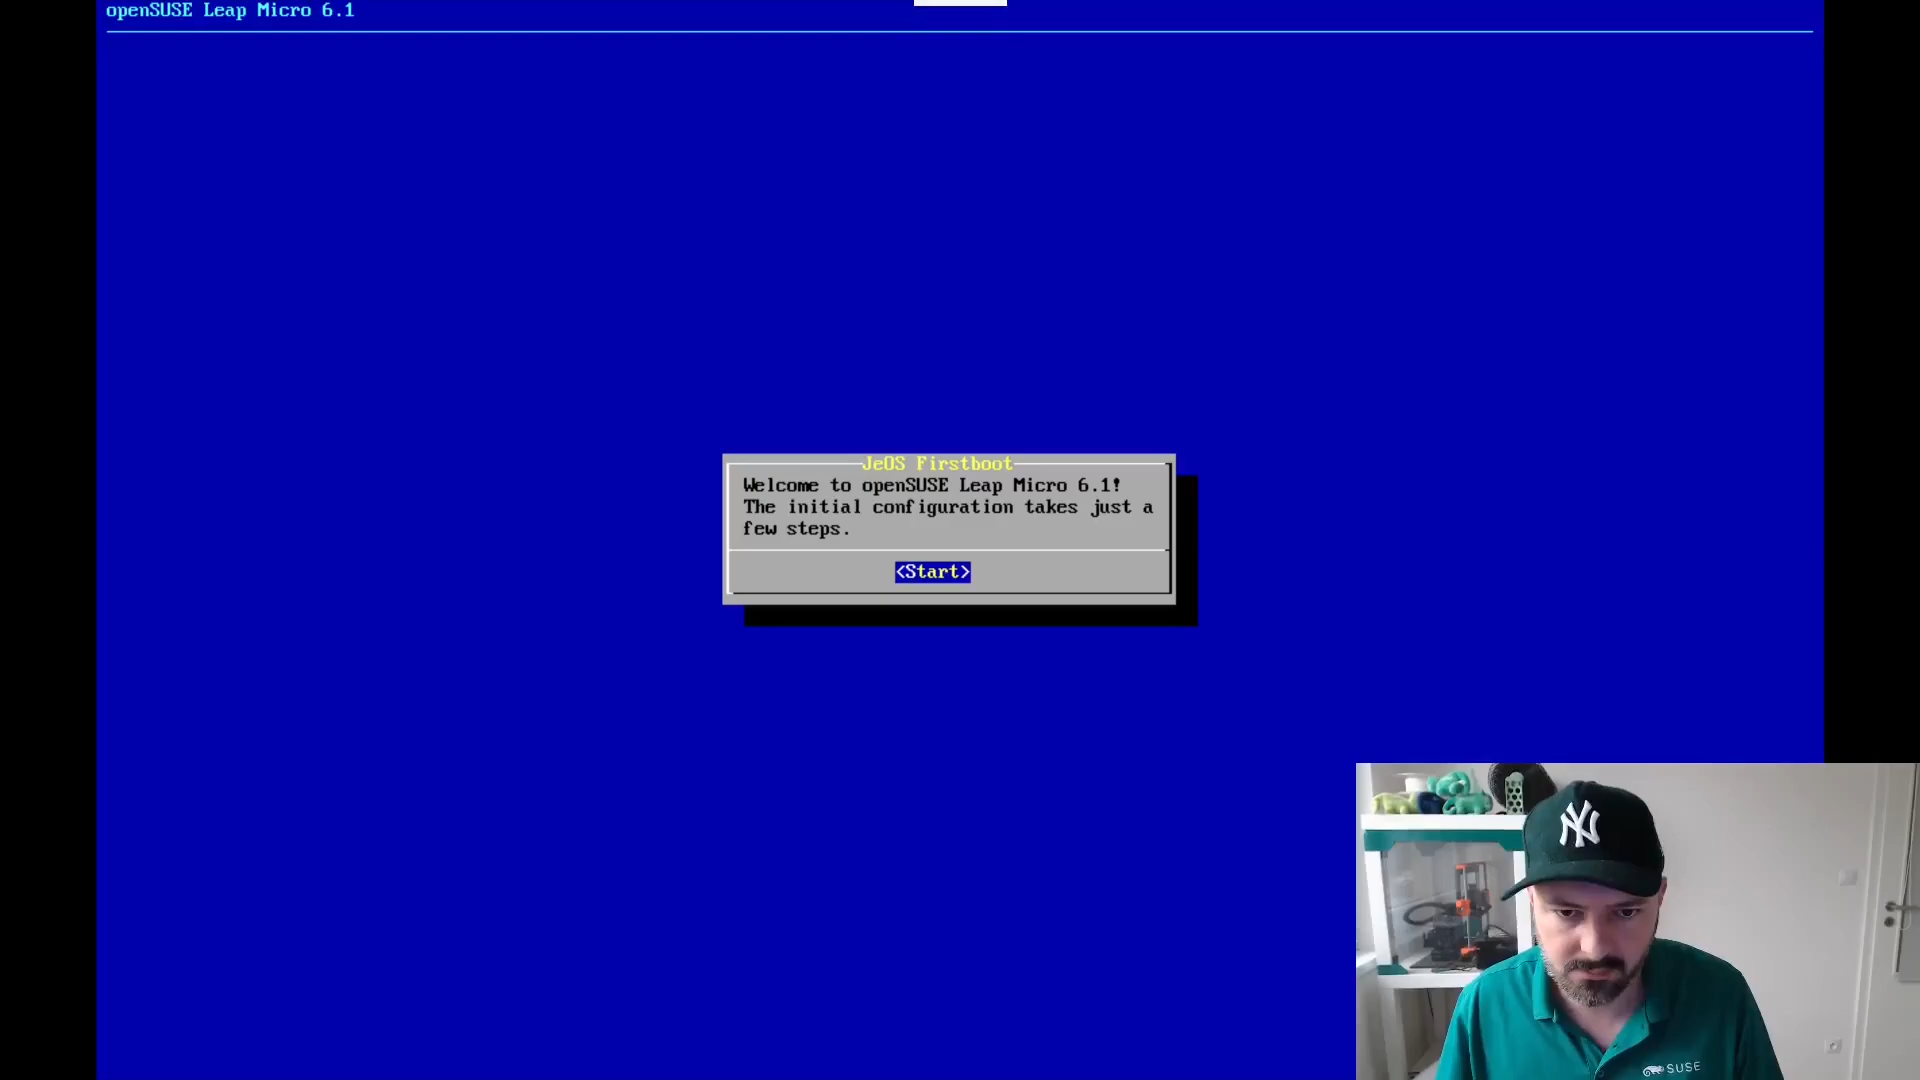 openSUSE Leap Micro 6.1
JeOS Firstboot
Welcome to openSUSE Leap Micro 6.1!
The initial configuration takes just a
few steps.
<Start>
NY
SUSE